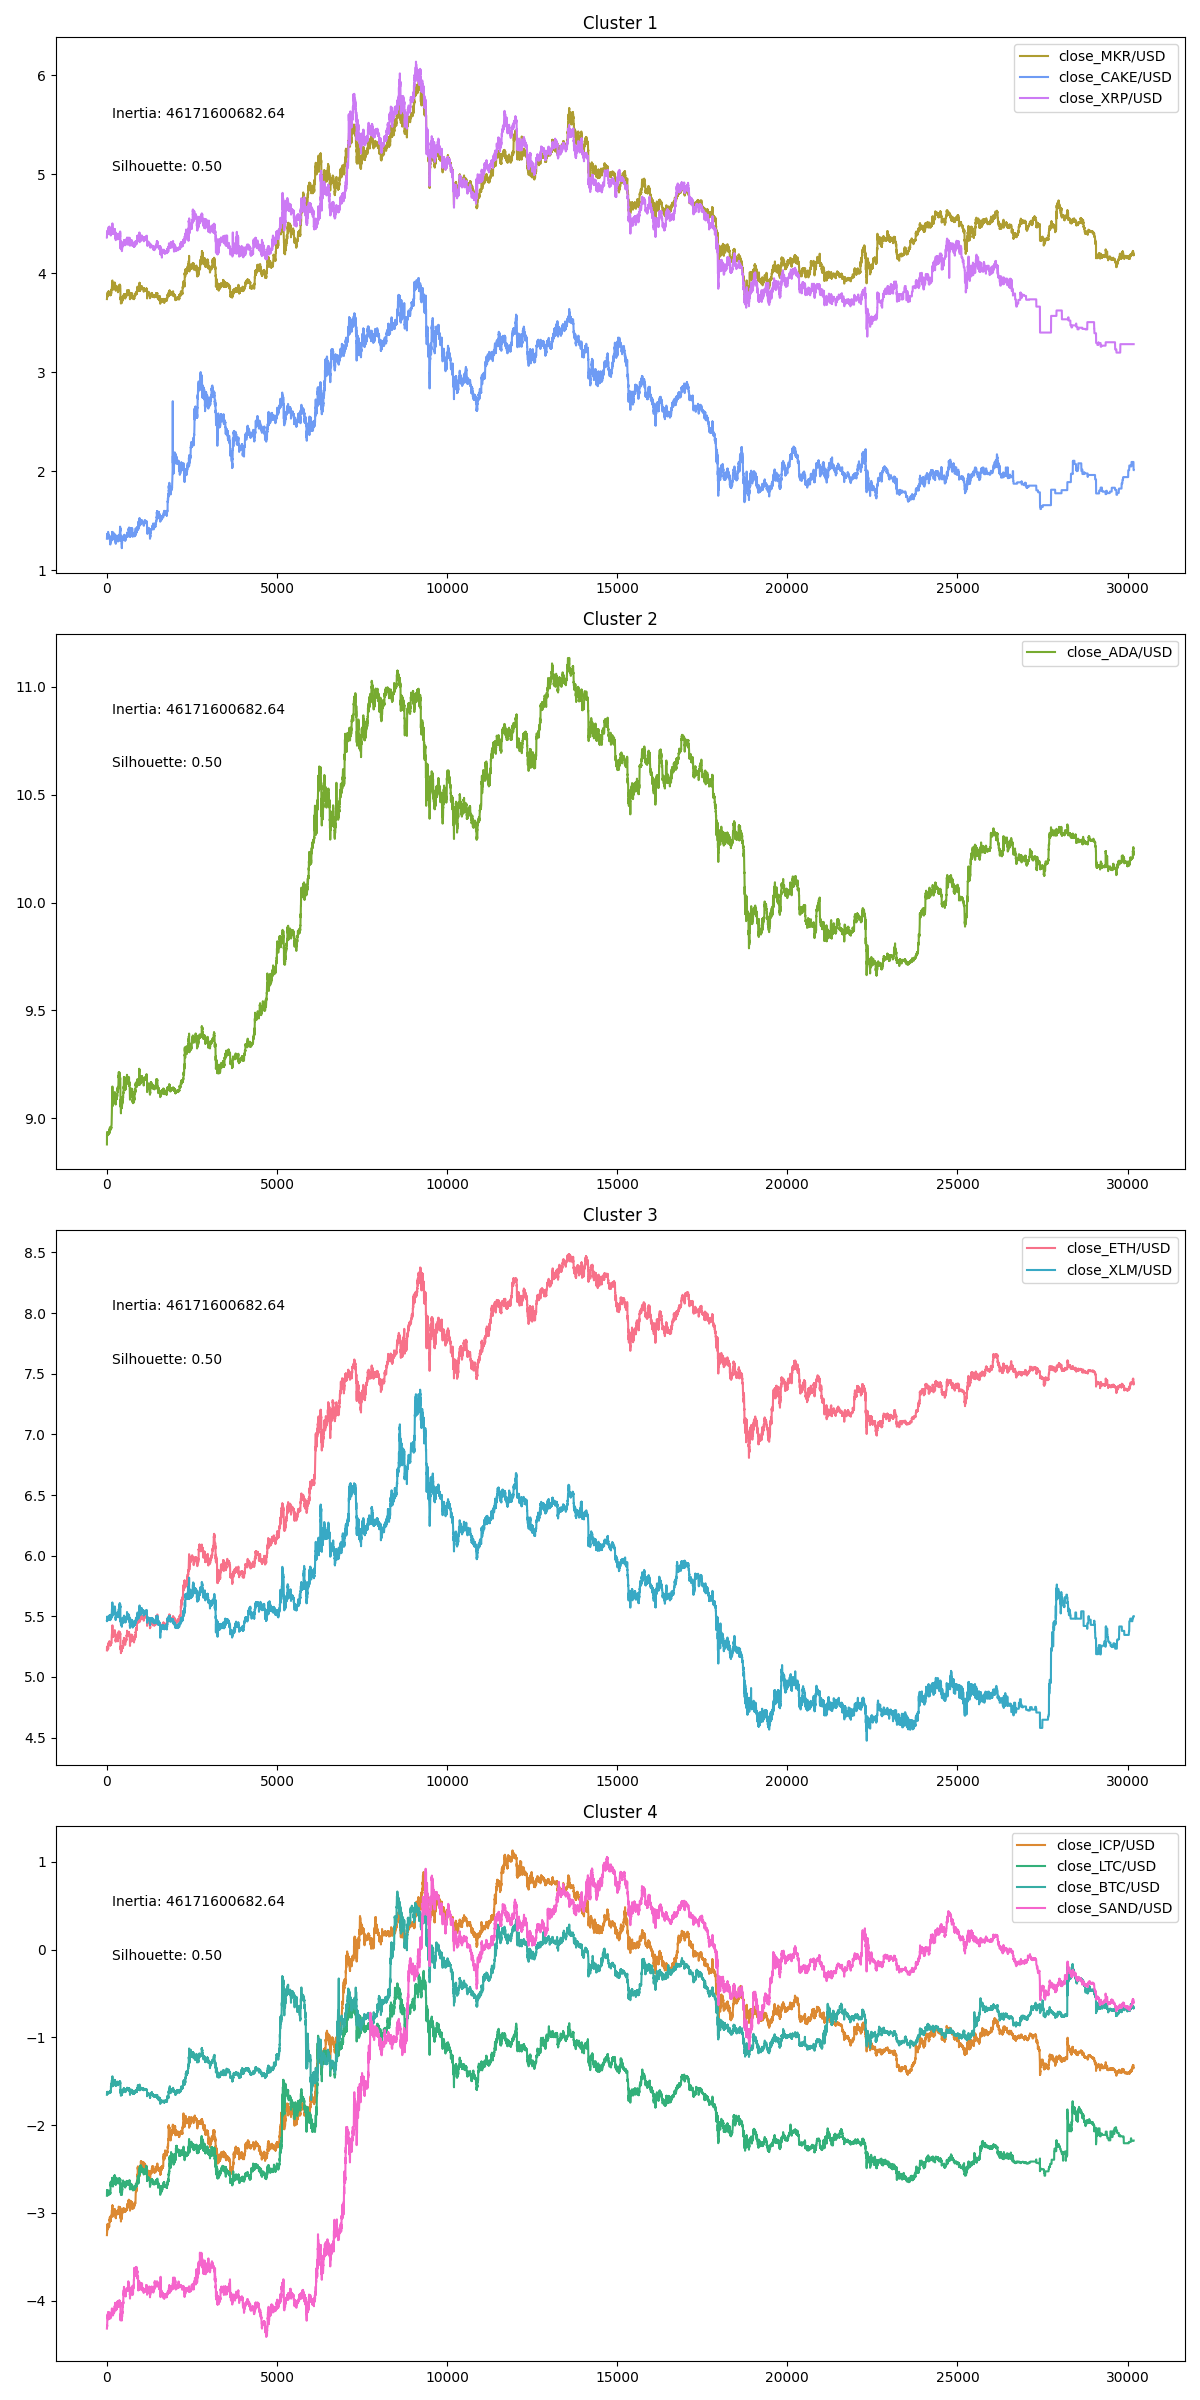 Cluster 1
close_MKR/USD
close_CAKE/USD
close_XRP/USD
Inertia: 46171600682.64
Silhouette: 0.50
6
5
4
3
2
1
0 5000 10000 15000 20000 25000 30000
Cluster 2
close_ADA/USD
Inertia: 46171600682.64
Silhouette: 0.50
11.0
10.5
10.0
9.5
9.0
0 5000 10000 15000 20000 25000 30000
Cluster 3
close_ETH/USD
close_XLM/USD
Inertia: 46171600682.64
Silhouette: 0.50
8.5
8.0
7.5
7.0
6.5
6.0
5.5
5.0
4.5
0 5000 10000 15000 20000 25000 30000
Cluster 4
close_ICP/USD
close_LTC/USD
close_BTC/USD
close_SAND/USD
Inertia: 46171600682.64
Silhouette: 0.50
1
0
−1
−2
−3
−4
0 5000 10000 15000 20000 25000 30000